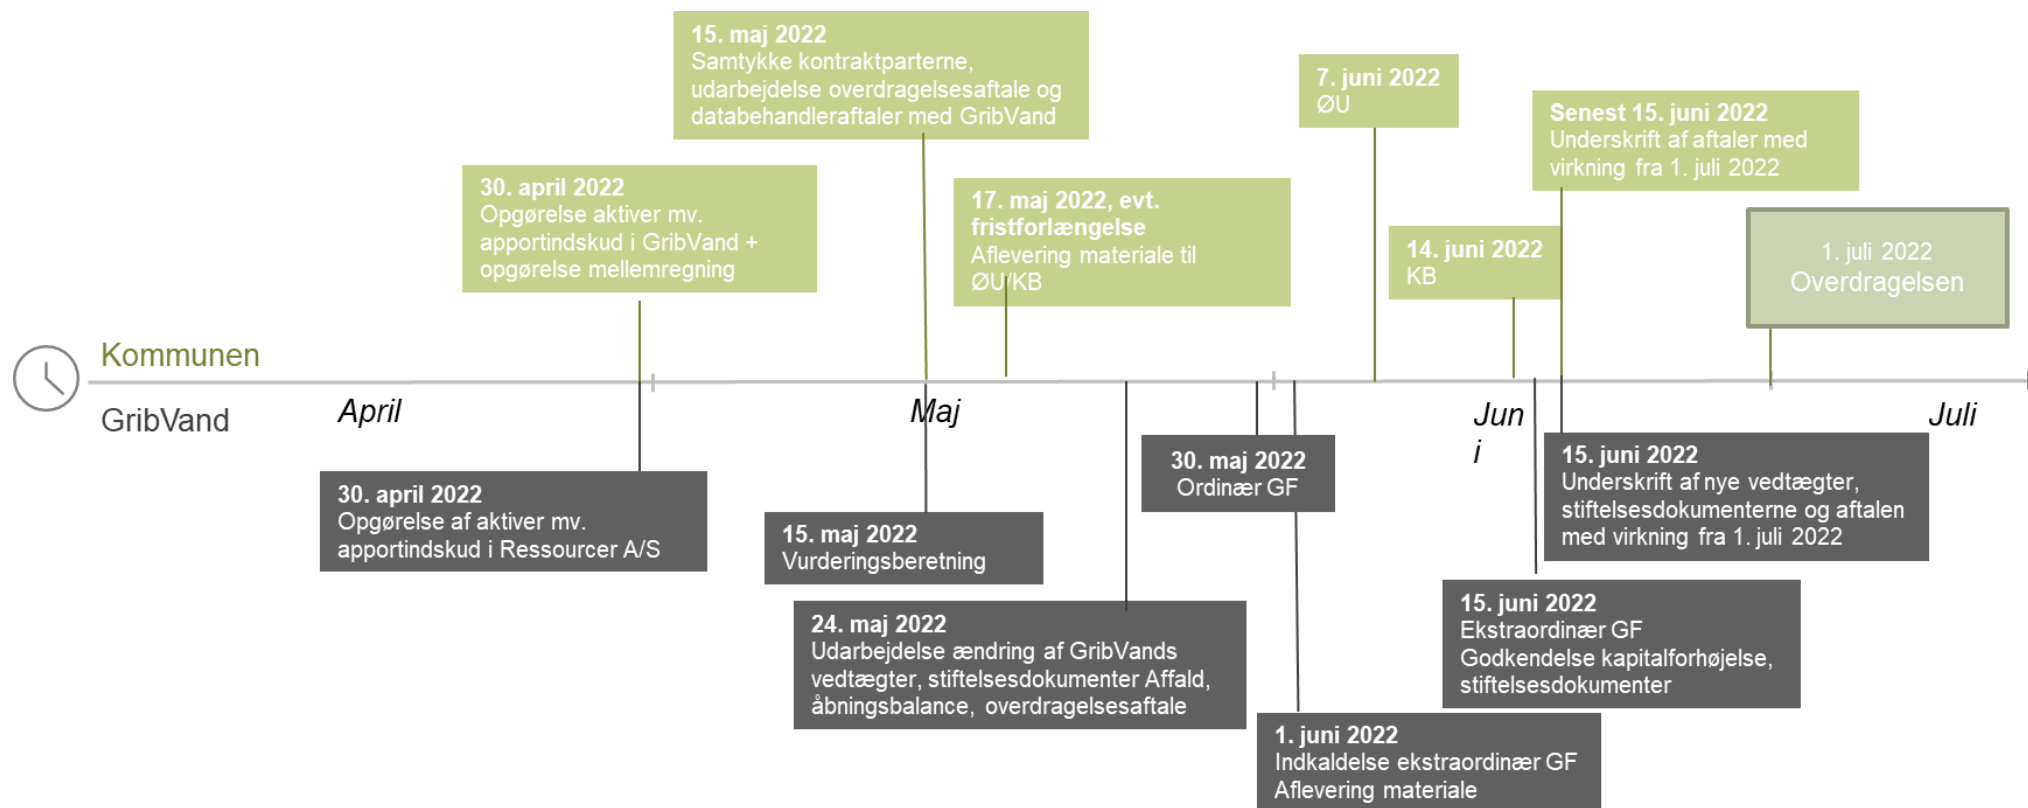 15. maj 2022
Samtykke kontraktparterne,
udarbejdelse overdragelsesaftale og
databehandleraftaler med GribVand
7. juni 2022
ØU
Senest 15. juni 2022
Underskrift af aftaler med
virkning fra 1. juli 2022
30. april 2022
Opgørelse aktiver mv.
apportindskud i GribVand +
opgørelse mellemregning
17. maj 2022, evt.
fristforlængelse
Aflevering materiale til
ØU/KB
14. juni 2022
KB
1. juli 2022
Overdragelsen
Kommunen
GribVand
April
Maj
Jun
i
Juli
30. april 2022
Opgørelse af aktiver mv.
apportindskud i Ressourcer A/S
15. maj 2022
Vurderingsberetning
30. maj 2022
Ordinær GF
15. juni 2022
Underskrift af nye vedtægter,
stiftelsesdokumenterne og aftalen
med virkning fra 1. juli 2022
24. maj 2022
Udarbejdelse ændring af GribVands
vedtægter, stiftelsesdokumenter Affald,
åbningsbalance, overdragelsesaftale
15. juni 2022
Ekstraordinær GF
Godkendelse kapitalforhøjelse,
stiftelsesdokumenter
1. juni 2022
Indkaldelse ekstraordinær GF
Aflevering materiale